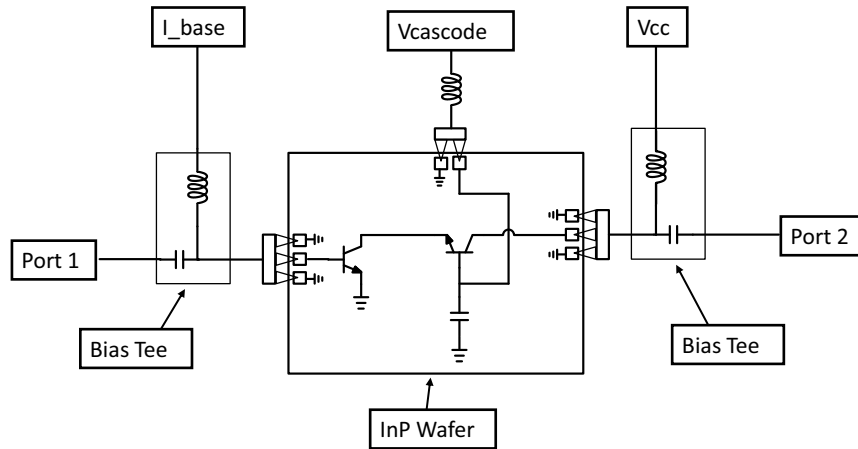 I_base
Vcascode
Vcc
Port 1
Port 2
Bias Tee
Bias Tee
InP Wafer